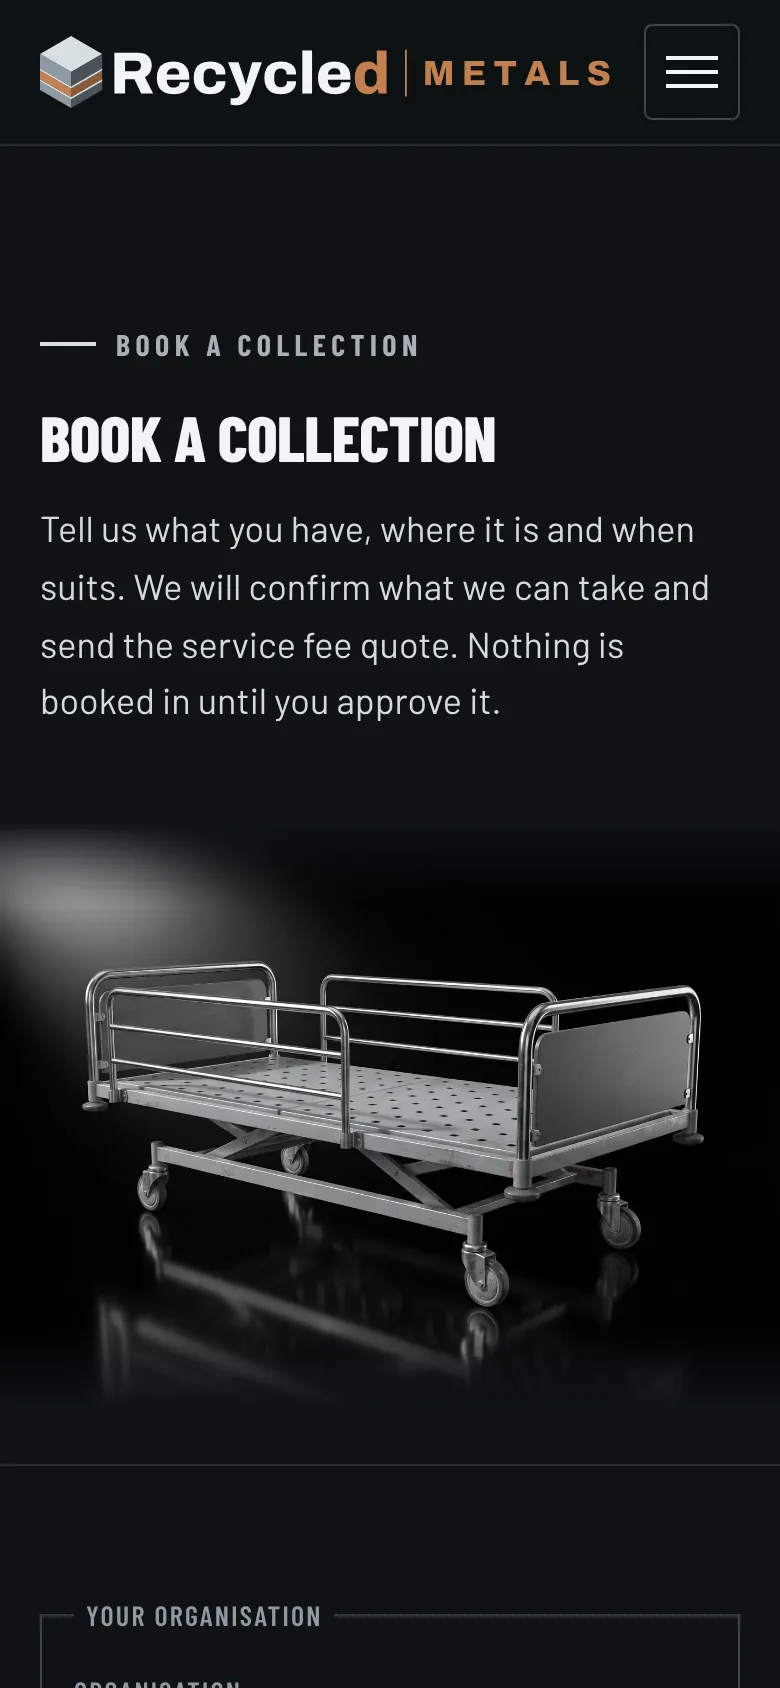 Recycled | METALS
BOOK A COLLECTION
BOOK A COLLECTION
Tell us what you have, where it is and when
suits. We will confirm what we can take and
send the service fee quote. Nothing is
booked in until you approve it.
YOUR ORGANISATION
ORGANISATION